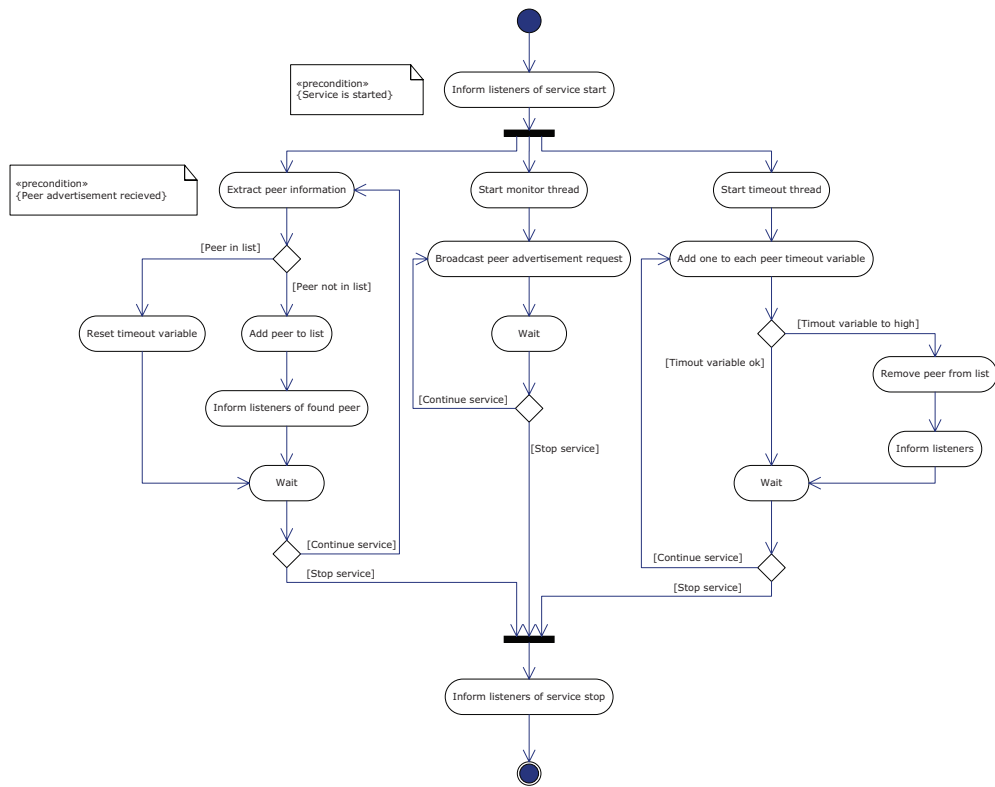 «precondition»
{Service is started}
Inform listeners of service start
«precondition»
{Peer advertisement recieved}
Extract peer information
Start monitor thread
Start timeout thread
[Peer in list]
Broadcast peer advertisement request
Add one to each peer timeout variable
[Peer not in list]
[Timout variable to high]
Reset timeout variable
Add peer to list
Wait
[Timout variable ok]
Remove peer from list
[Continue service]
Inform listeners of found peer
[Stop service]
Inform listeners
Wait
Wait
[Continue service]
[Continue service]
[Stop service]
[Stop service]
Inform listeners of service stop